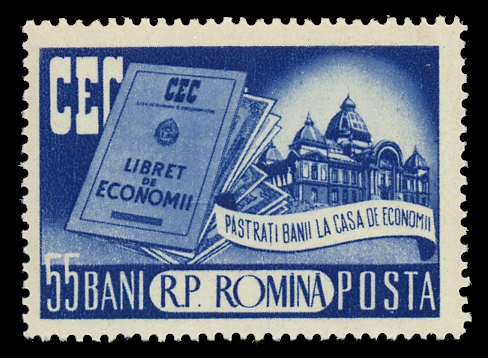 CEC
CEC
LIBRET
DE
ECONOMII
PASTRATI BANII LA CASA DE ECONOMII
55 BANI R.P. ROMINA POSTA